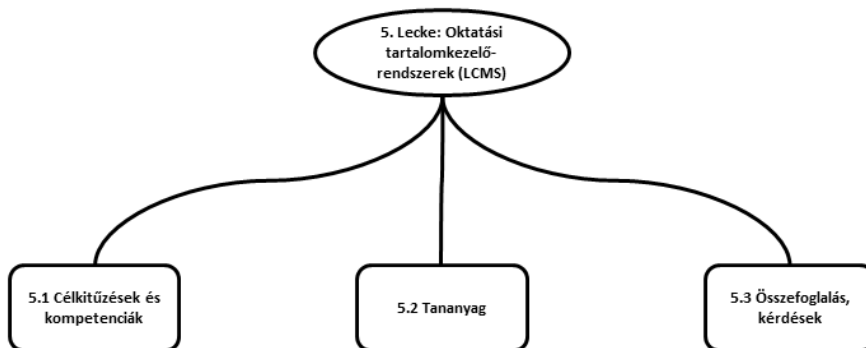 5. Lecke: Oktatási
tartalomkezelő-
rendszerek (LCMS)
5.1 Célkitűzések és
kompetenciák
5.2 Tananyag
5.3 Összefoglalás,
kérdések